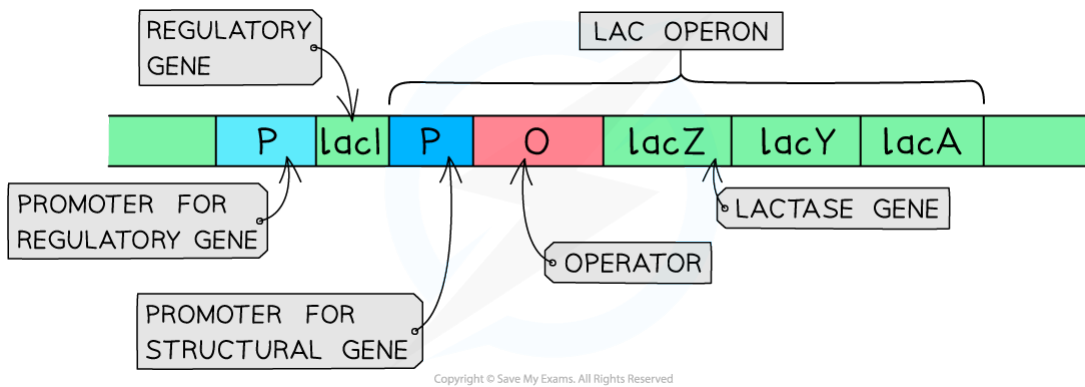 REGULATORY
GENE
LAC OPERON
P
lacI
P
O
lacZ
lacY
lacA
PROMOTER FOR
REGULATORY GENE
LACTASE GENE
OPERATOR
PROMOTER FOR
STRUCTURAL GENE
Copyright © Save My Exams. All Rights Reserved